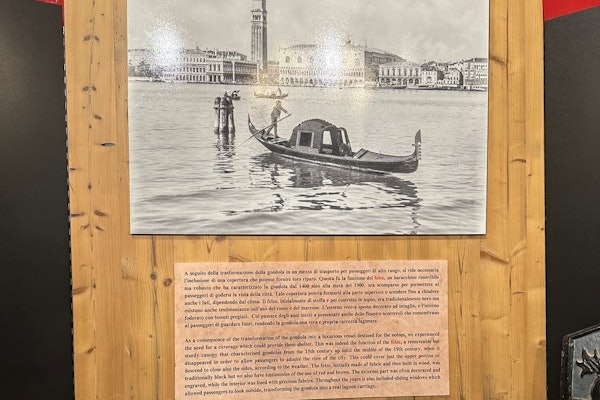 A seguito della trasformazione della gondola in un mezzo di trasporto per passeggeri di alto rango, si vide necessaria
l'inclusione di una copertura che potesse fornire loro riparo. Questa fu la funzione del felze, un baracchino rimovibile
ma robusto che ha caratterizzato la gondola dal 1400 sino alla metà del 1900, ora scomparso per permettere ai
passeggeri di godersi la vista della città. Tale copertura poteva fermarsi alla parte superiore o scendere fino a chiudere
anche i lati, dipendendo dal clima. Il felze, inizialmente di stoffa e poi costruito in legno, era tradizionalmente nero ma
esistono anche testimonianze sull'uso del rosso e del marrone. L'esterno veniva spesso decorato ad intaglio, e l'interno
foderato con tessuti pregiati. Col passare degli anni iniziò a presentarsi anche delle finestre scorrevoli che consentivano
ai passeggeri di guardare fuori, rendendo la gondola una vera e propria carrozza lagunare.
As a consequence of the transformation of the gondola into a luxurious vessel destined for the nobles, we experienced
the need for a coverage which could provide them shelter. This was indeed the function of the felze, a removeable but
sturdy canopy that characterised gondolas from the 15th century up until the middle of the 19th century, when it
disappeared in order to allow passengers to admire the view of the city. This could cover just the upper portion or
descend to close also the sides, according to the weather. The felze, initially made of fabric and then built in wood, was
traditionally black but we also have testimonies of the use of red and brown. The external part was often decorated and
engraved, while the interior was lined with precious fabrics. Throughout the years it also included sliding windows which
allowed passengers to look outside, transforming the gondola into a real lagoon carriage.